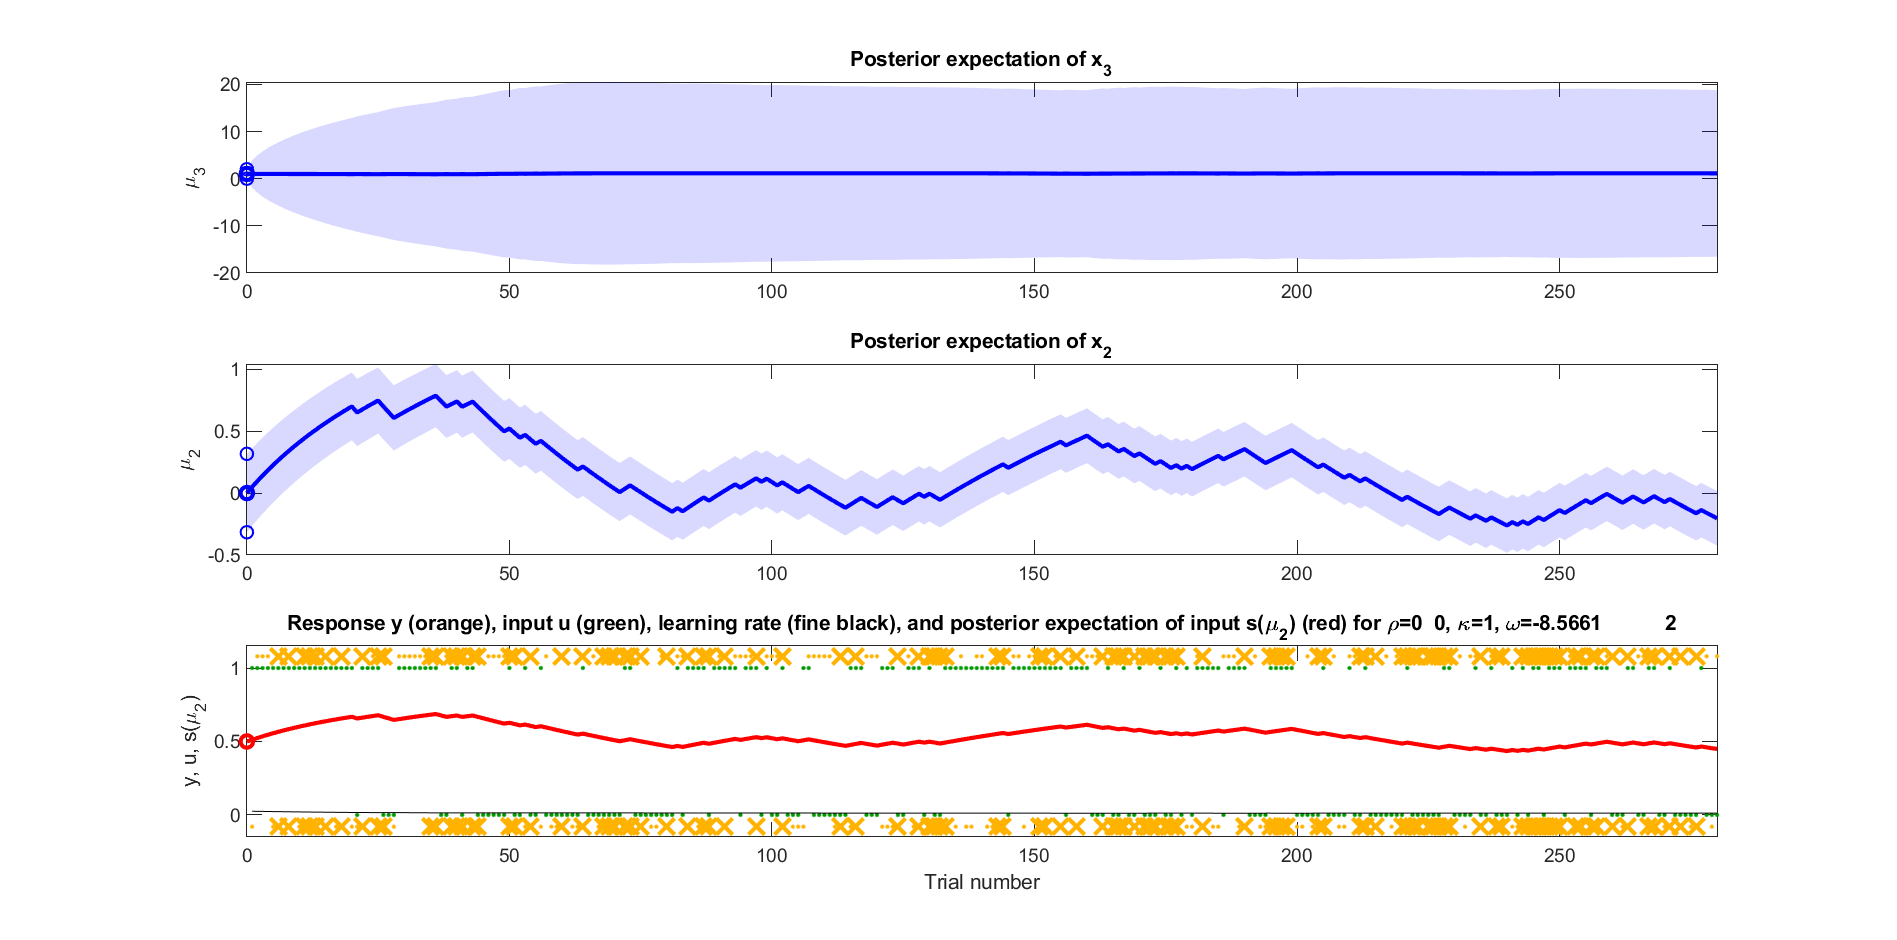 Posterior expectation of x3
20
10
0
-10
-20
μ3
0 50 100 150 200 250
Posterior expectation of x2
1
0.5
0
-0.5
μ2
0 50 100 150 200 250
Response y (orange), input u (green), learning rate (fine black), and posterior expectation of input s(μ2) (red) for ρ=0 0, κ=1, ω=-8.5661 2
1
0.5
0
y, u, s(μ2)
0 50 100 150 200 250
Trial number